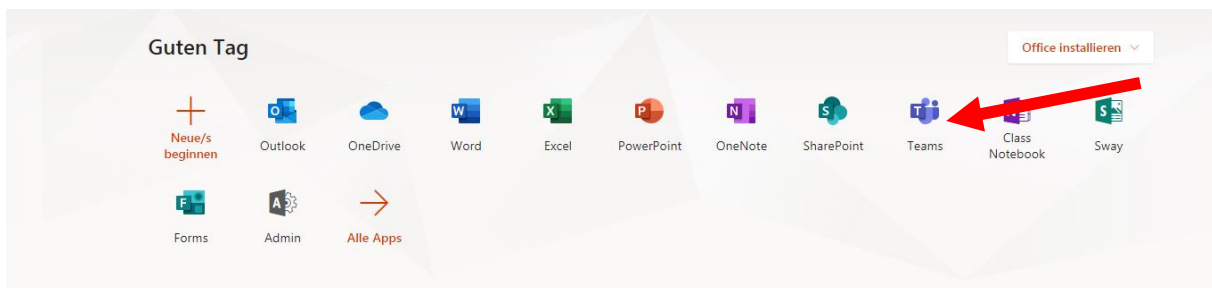 Guten Tag
Office installieren
Neue/s
beginnen
Outlook
OneDrive
Word
Excel
PowerPoint
OneNote
SharePoint
Teams
Class
Notebook
Sway
Forms
Admin
Alle Apps